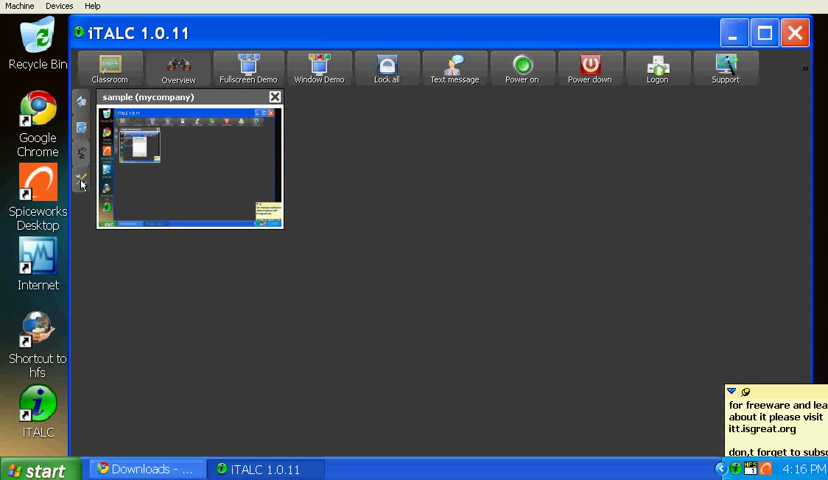 Machine Devices Help
iTALC 1.0.11
Recycle Bin
Google
Chrome
Spiceworks
Desktop
Internet
Shortcut to
hfs
iTALC
Classroom
Overview
Fullscreen Demo
Window Demo
Lock all
Text message
Power on
Power down
Logon
Support
»
sample (mycompany)
for freeware and lea
about it please visit
itt.isgreat.org
don,t forget to subsc
start
Downloads - ...
iTALC 1.0.11
4:16 PM